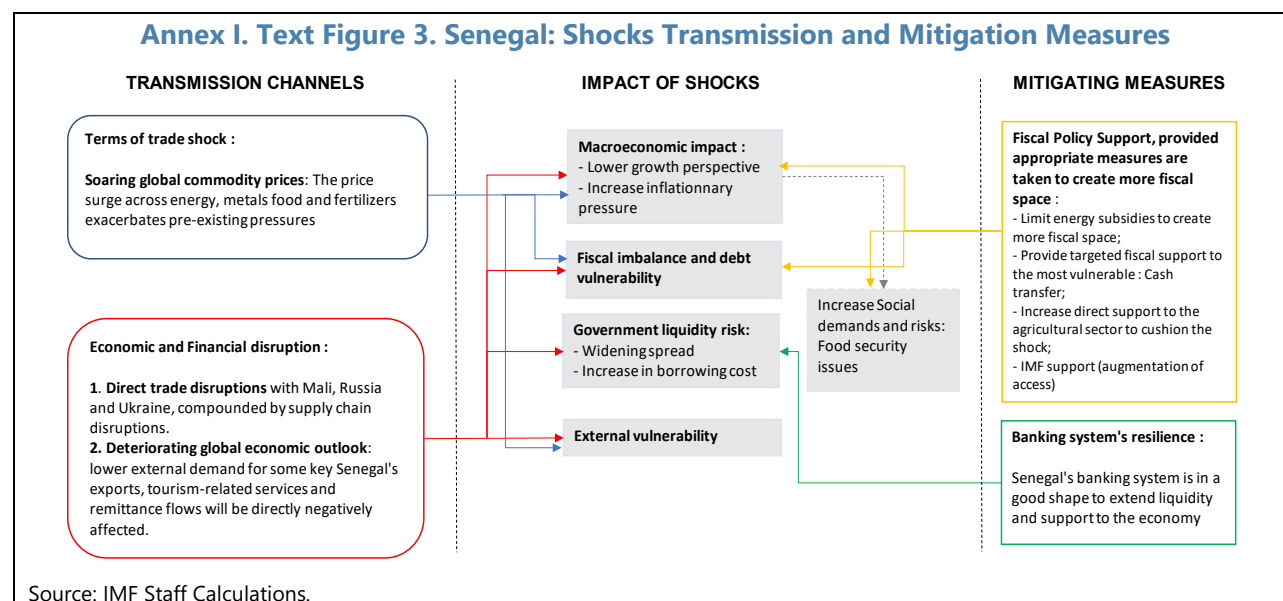 Annex I. Text Figure 3. Senegal: Shocks Transmission and Mitigation Measures
TRANSMISSION CHANNELS
Terms of trade shock :
Soaring global commodity prices: The price
surge across energy, metals food and fertilizers
exacerbates pre-existing pressures
Economic and Financial disruption :
1. Direct trade disruptions with Mali, Russia
and Ukraine, compounded by supply chain
disruptions.
2. Deteriorating global economic outlook:
lower external demand for some key Senegal's
exports, tourism-related services and
remittance flows will be directly negatively
affected.
IMPACT OF SHOCKS
Macroeconomic impact :
- Lower growth perspective
- Increase inflationnary
pressure
Fiscal imbalance and debt
vulnerability
Government liquidity risk:
- Widening spread
- Increase in borrowing cost
External vulnerability
Increase Social
demands and risks:
Food security
issues
MITIGATING MEASURES
Fiscal Policy Support, provided
appropriate measures are
taken to create more fiscal
space :
- Limit energy subsidies to create
more fiscal space;
- Provide targeted fiscal support to
the most vulnerable : Cash
transfer;
- Increase direct support to the
agricultural sector to cushion the
shock;
- IMF support (augmentation of
access)
Banking system's resilience :
Senegal's banking system is in a
good shape to extend liquidity
and support to the economy
Source: IMF Staff Calculations.